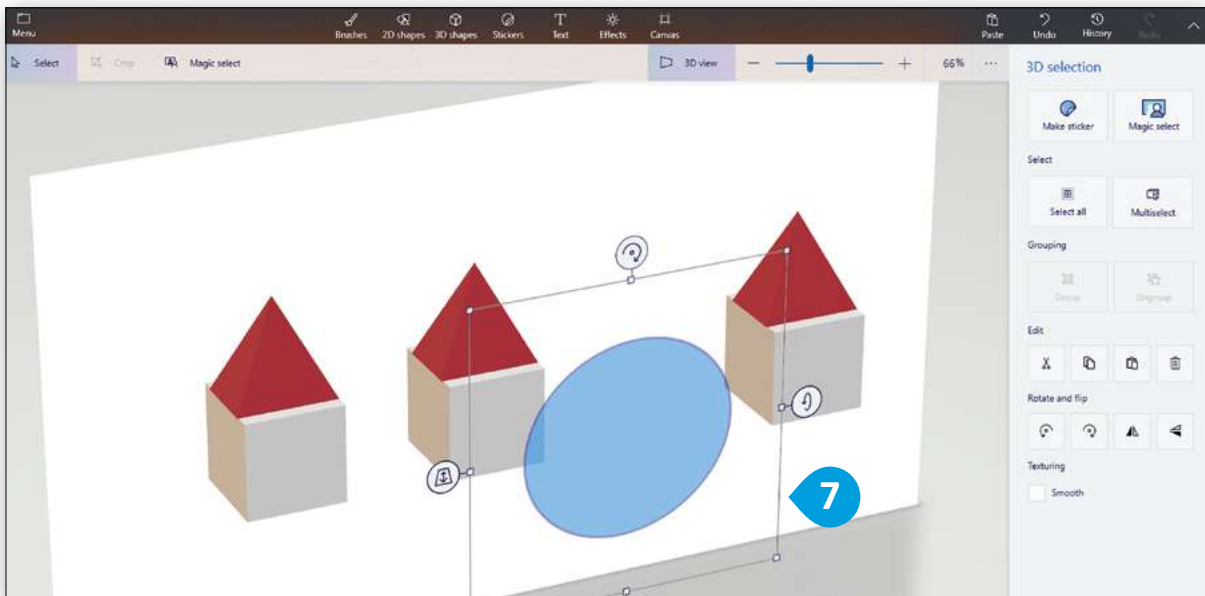 Menu
Brushes 2D shapes 3D shapes Stickers Text Effects Canvas
Paste Undo History Redo
Select Crop Magic select
3D view 66%
3D selection
Make sticker Magic select
Select
Select all Multiselect
Grouping
Group Ungroup
Edit
Rotate and flip
Texturing
Smooth
7